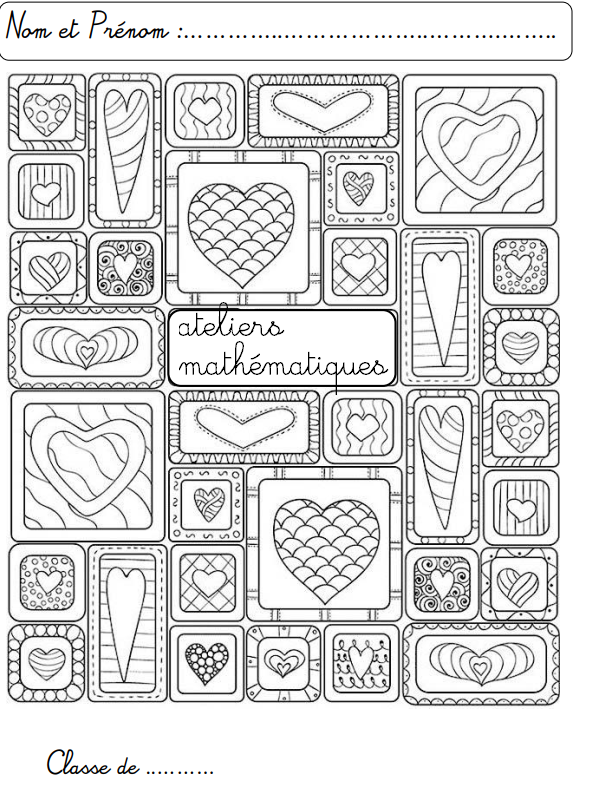 Nom et Prénom :………….………………..……….……..
ateliers
mathématiques
Classe de ..………